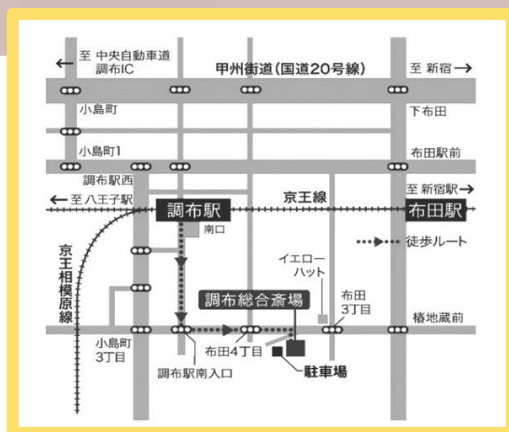 ← 至 中央自動車道
調布IC
甲州街道(国道20号線)
至 新宿 →
小島町
下布田
小島町1
布田駅前
調布駅西
← 至 八王子駅
調布駅
京王線
至 新宿駅 →
布田駅
南口
徒歩ルート
京王相模原線
イエロー
ハット
調布総合斎場
布田
3丁目
小島町
3丁目
布田4丁目
椿地蔵前
調布駅南入口
駐車場